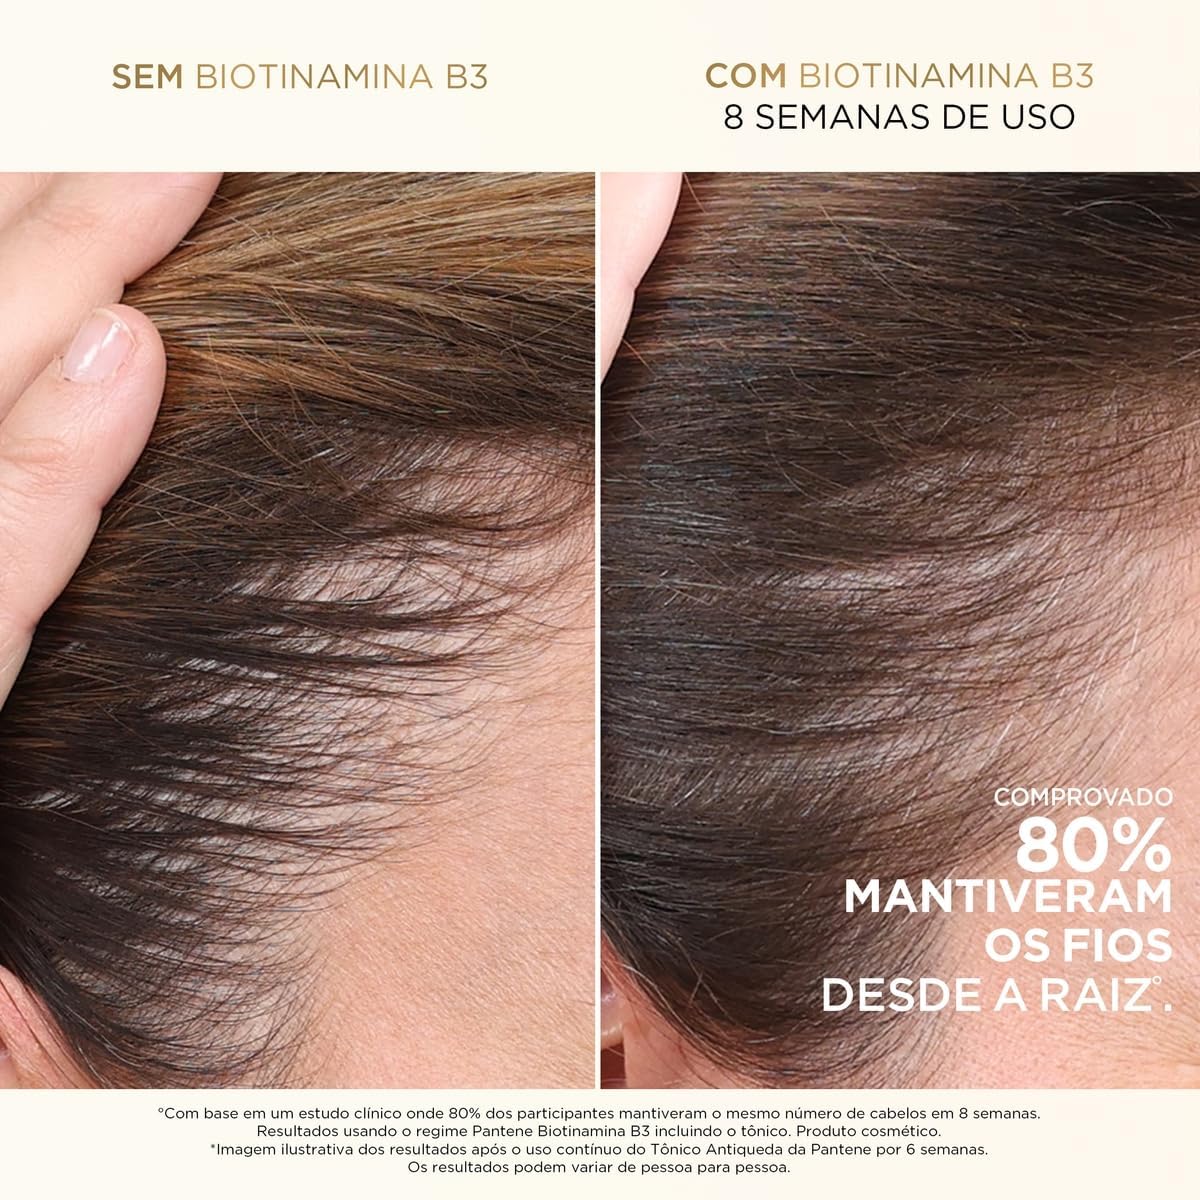 SEM BIOTINAMINA B3
COM BIOTINAMINA B3
8 SEMANAS DE USO
COMPROVADO
80%
MANTIVERAM
OS FIOS
DESDE A RAIZ°.
°Com base em um estudo clínico onde 80% dos participantes mantiveram o mesmo número de cabelos em 8 semanas.
Resultados usando o regime Pantene Biotinamina B3 incluindo o tônico. Produto cosmético.
*Imagem ilustrativa dos resultados após o uso contínuo do Tônico Antiqueda da Pantene por 6 semanas.
Os resultados podem variar de pessoa para pessoa.